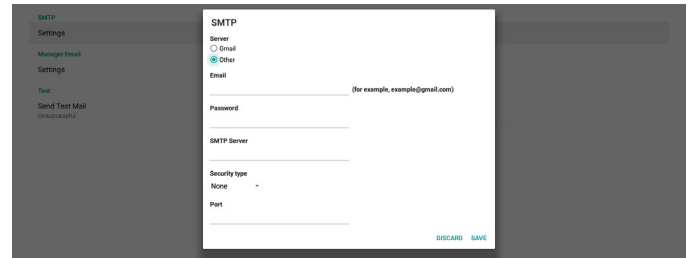 SMTP
Settings
Manager Email
Settings
Test
Send Test Mail
Unsuccessful
SMTP
Server
Gmail
Other
Email
(for example, example@gmail.com)
Password
SMTP Server
Security type
None
Port
DISCARD SAVE